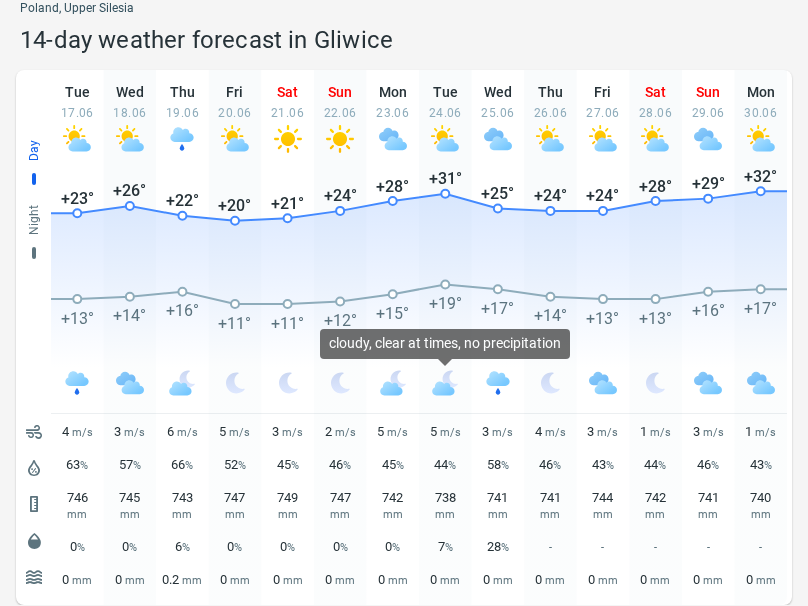 Poland, Upper Silesia
14-day weather forecast in Gliwice
Tue Wed Thu Fri Sat Sun Mon Tue Wed Thu Fri Sat Sun Mon
17.06 18.06 19.06 20.06 21.06 22.06 23.06 24.06 25.06 26.06 27.06 28.06 29.06 30.06
Day
Night
+23° +26° +22° +20° +21° +24° +28° +31° +25° +24° +24° +28° +29° +32°
+13° +14° +16° +11° +11° +12° +15° +19° +17° +14° +13° +13° +16° +17°
cloudy, clear at times, no precipitation
4 m/s 3 m/s 6 m/s 5 m/s 3 m/s 2 m/s 5 m/s 5 m/s 3 m/s 4 m/s 3 m/s 1 m/s 3 m/s 1 m/s
63% 57% 66% 52% 45% 46% 45% 44% 58% 46% 43% 44% 46% 43%
746 745 743 747 749 747 742 738 741 741 744 742 741 740
mm mm mm mm mm mm mm mm mm mm mm mm mm mm
0% 0% 6% 0% 0% 0% 0% 7% 28% - - - - -
0 mm 0 mm 0.2 mm 0 mm 0 mm 0 mm 0 mm 0 mm 0 mm 0 mm 0 mm 0 mm 0 mm 0 mm